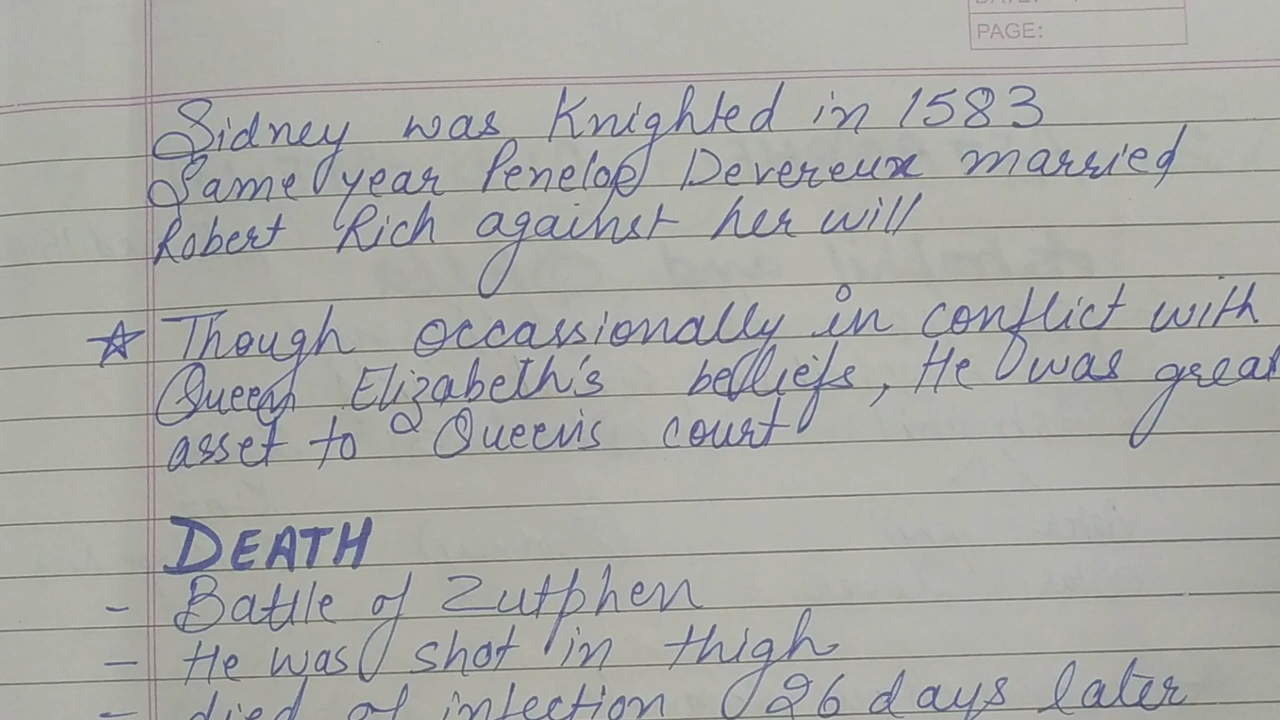 PAGE:
Sidney was Knighted in 1583
Same year Penelop Devereux married
Robert Rich against her will
☆ Though occassionally in conflict with
Queen Elizabeth's belliefs, He was great
asset to Queen's court
DEATH
- Battle of Zutphen
- He was shot in thigh
- died of infection 26 days later